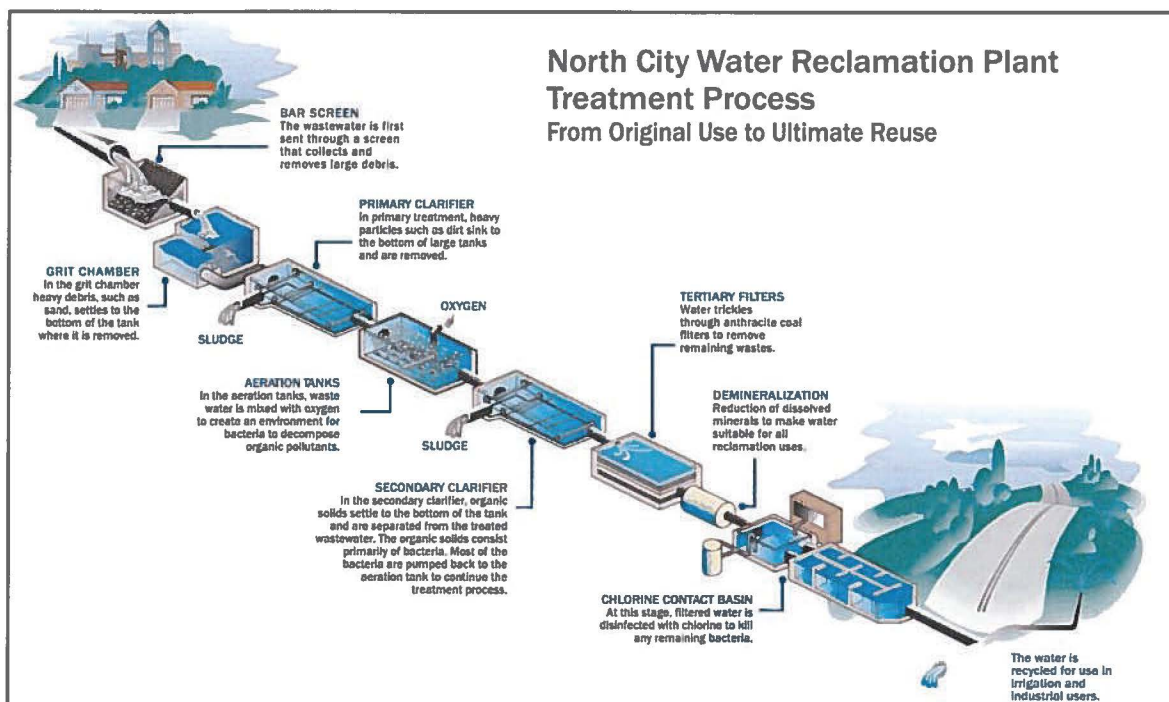 North City Water Reclamation Plant
Treatment Process
From Original Use to Ultimate Reuse
BAR SCREEN
The wastewater is first
sent through a screen
that collects and
removes large debris.
PRIMARY CLARIFIER
In primary treatment, heavy
particles such as dirt sink to
the bottom of large tanks
and are removed.
GRIT CHAMBER
In the grit chamber
heavy debris, such as
sand, settles to the
bottom of the tank
where it is removed.
SLUDGE
OXYGEN
TERTIARY FILTERS
Water trickles
through anthracite coal
filters to remove
remaining wastes.
AERATION TANKS
In the aeration tanks, waste
water is mixed with oxygen
to create an environment for
bacteria to decompose
organic pollutants.
SLUDGE
DEMINERALIZATION
Reduction of dissolved
minerals to make water
suitable for all
reclamation uses.
SECONDARY CLARIFIER
In the secondary clarifier, organic
solids settle to the bottom of the tank
and are separated from the treated
wastewater. The organic solids consist
primarily of bacteria. Most of the
bacteria are pumped back to the
aeration tank to continue the
treatment process.
CHLORINE CONTACT BASIN
At this stage, filtered water is
disinfected with chlorine to kill
any remaining bacteria.
The water is
recycled for use in
irrigation and
industrial users.